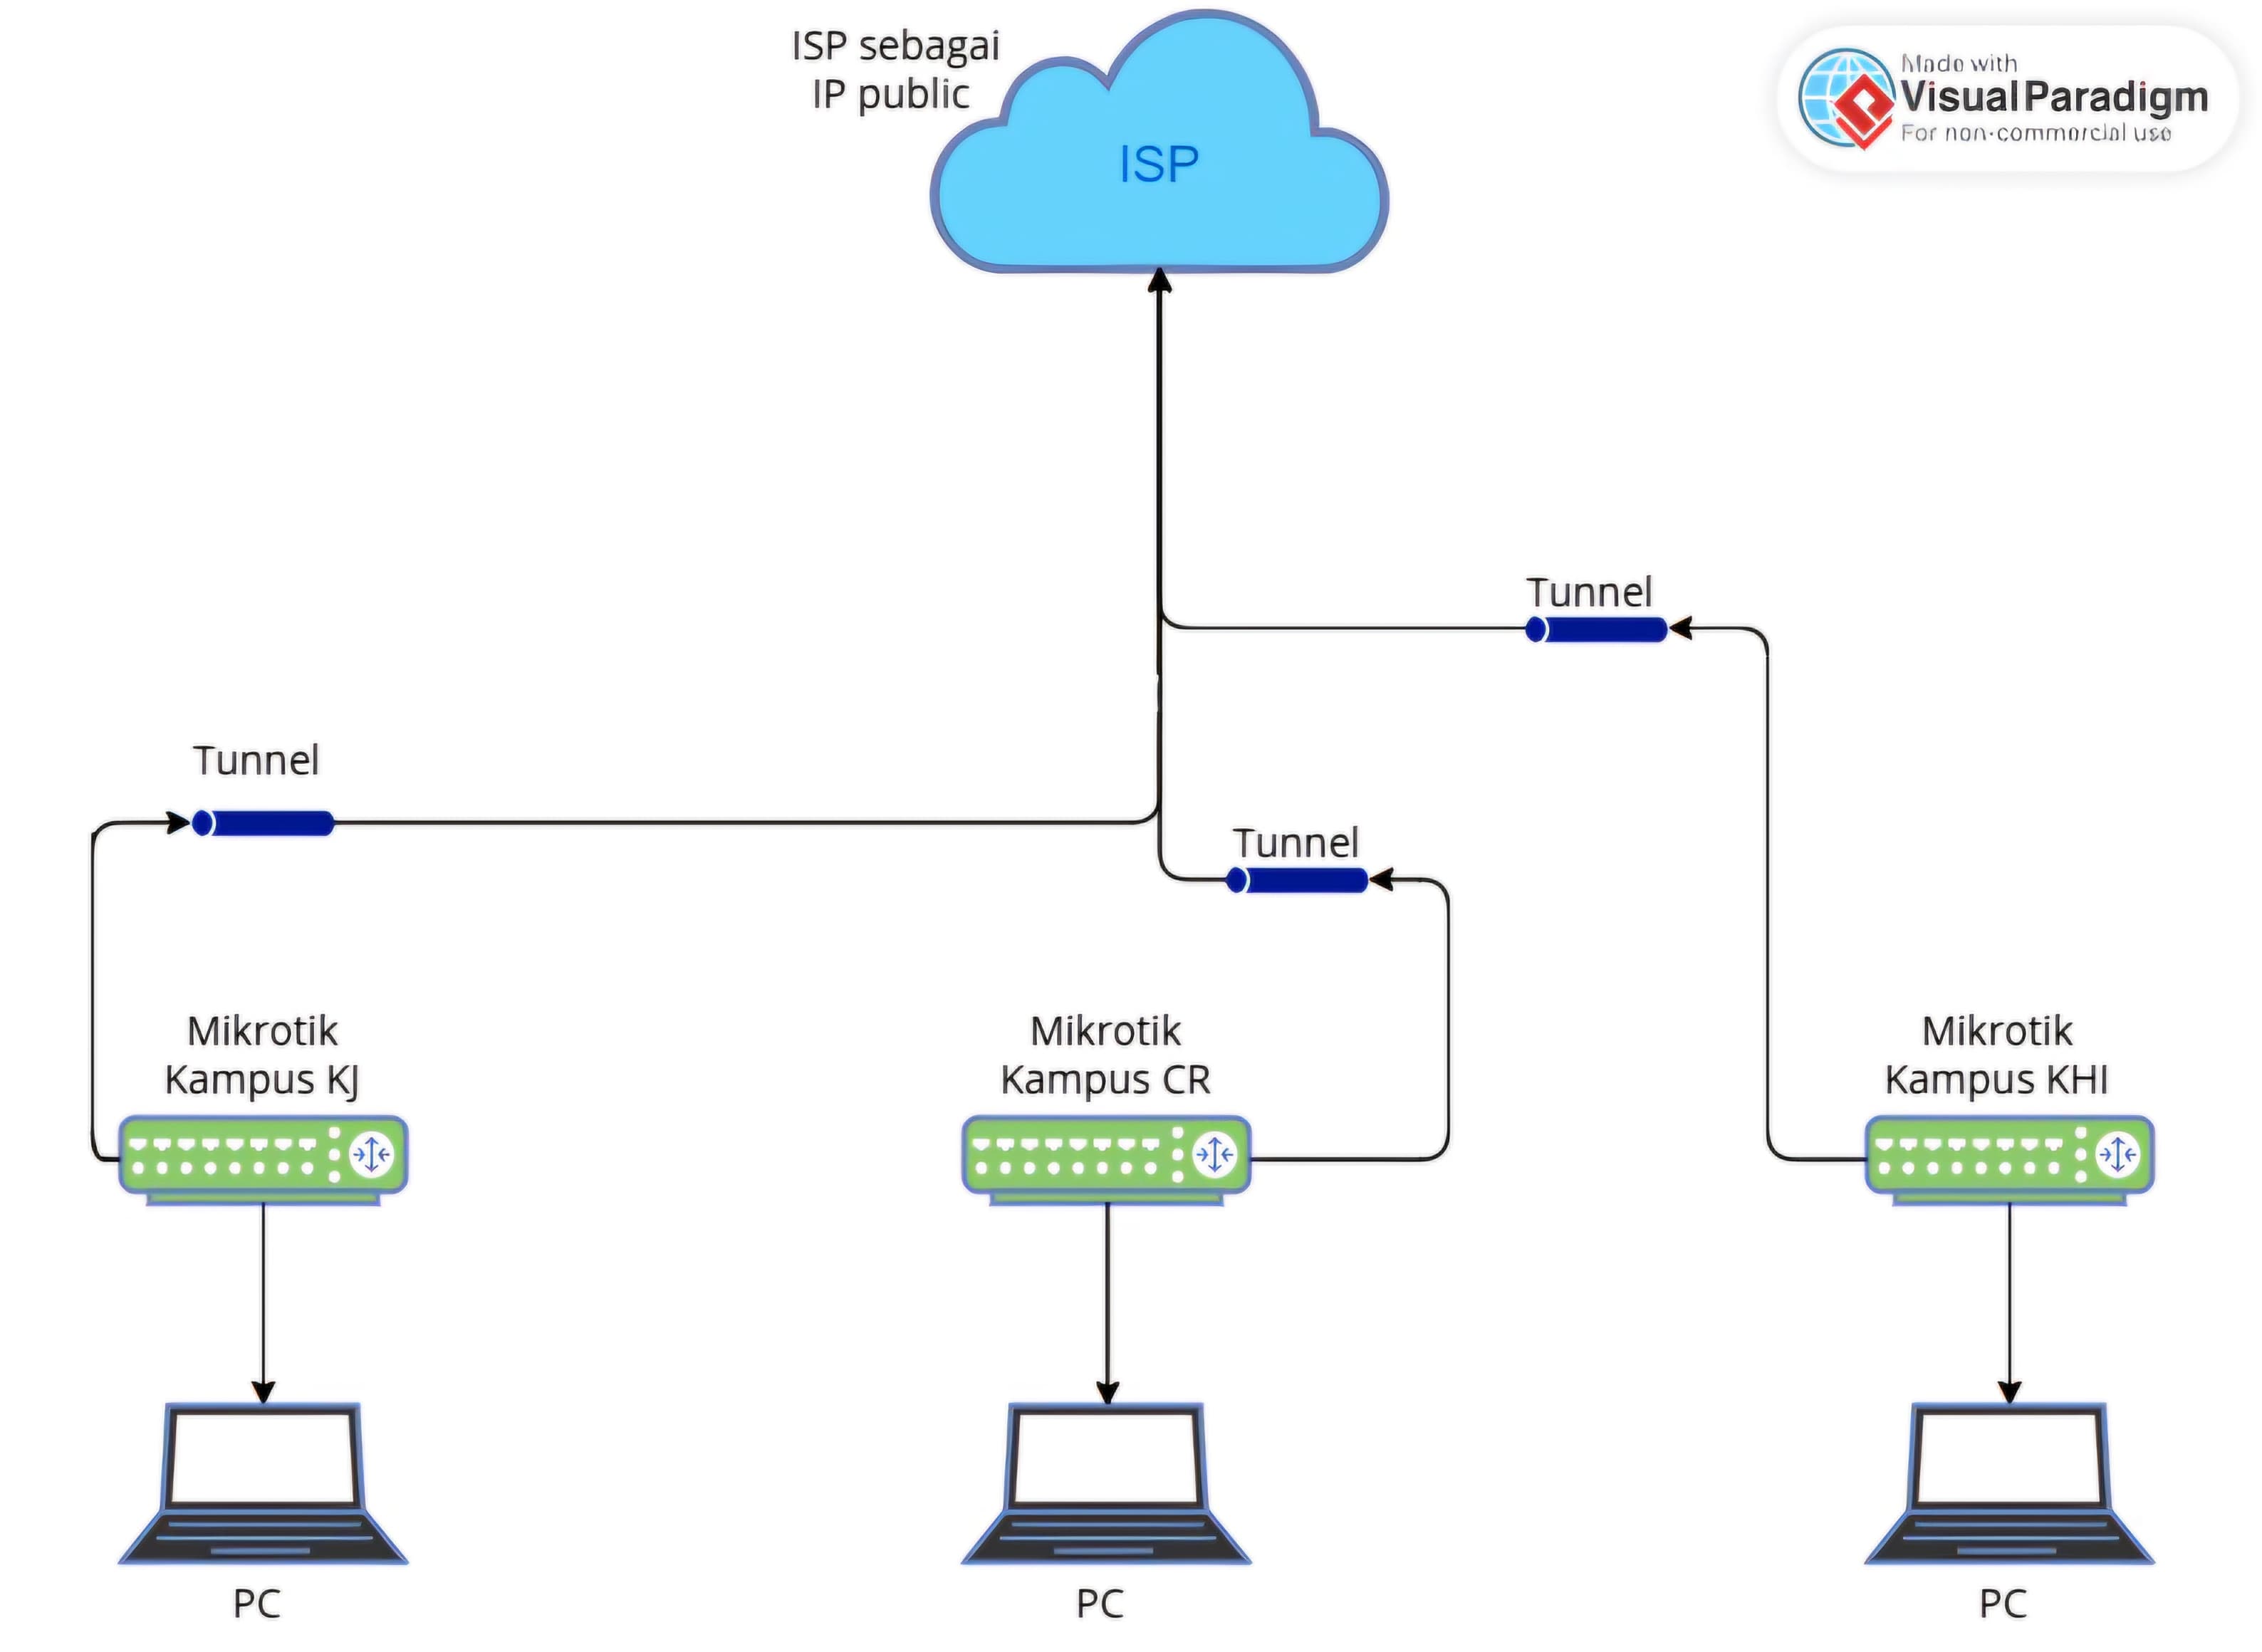 ISP sebagai
IP public
ISP
Made with
Visual Paradigm
For non-commercial use
Tunnel
Tunnel
Tunnel
Mikrotik
Kampus KJ
Mikrotik
Kampus CR
Mikrotik
Kampus KHI
PC
PC
PC